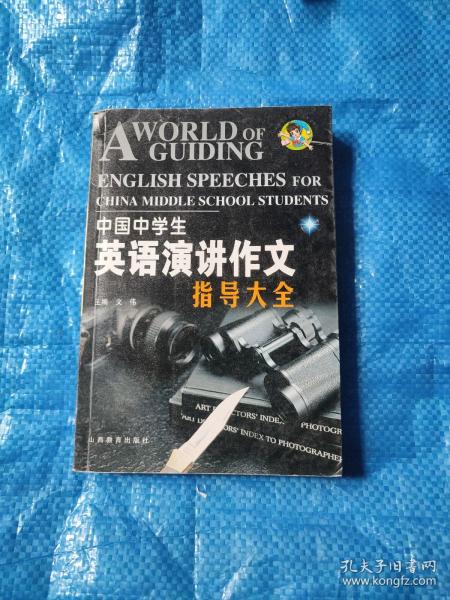 A WORLD OF
GUIDING
ENGLISH SPEECHES FOR
CHINA MIDDLE SCHOOL STUDENTS
中国中学生
英语演讲作文
指导大全
主编 文伟
ART DIRECTORS' INDEX
INDEX TO PHOTOGRAPHERS
山西教育出版社
孔夫子旧书网
www.kongfz.com